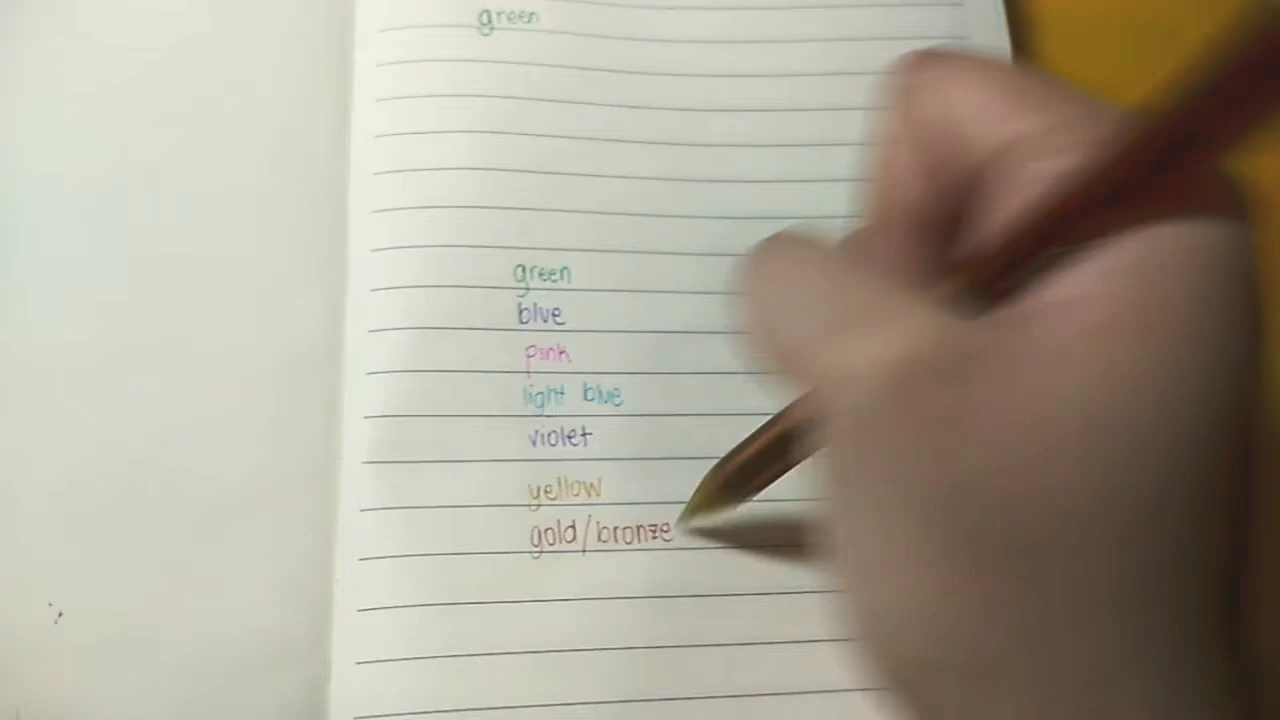 green
green
blue
pink
light blue
violet
yellow
gold/bronze